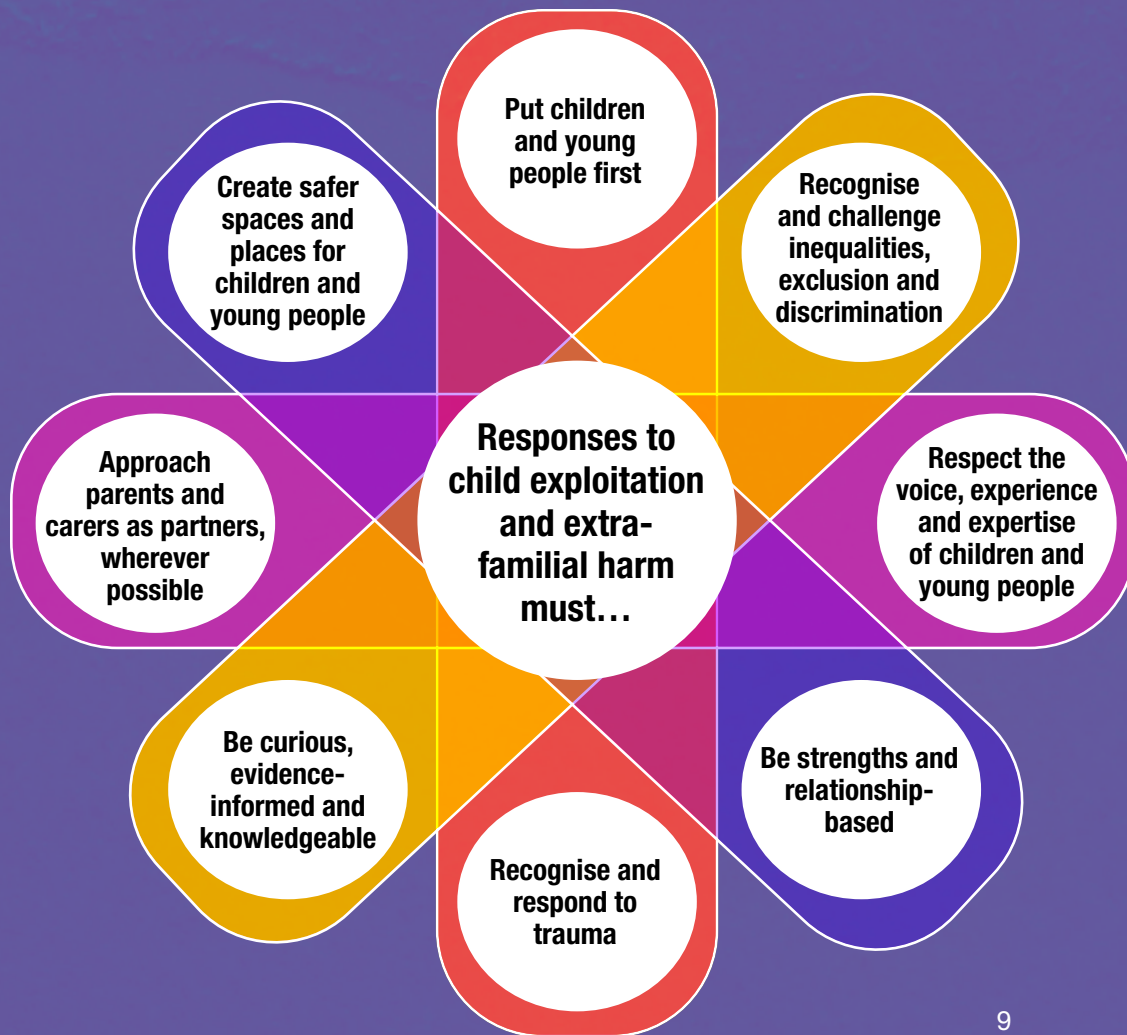 Put children
and young
people first
Recognise
and challenge
inequalities,
exclusion and
discrimination
Respect the
voice, experience
and expertise
of children and
young people
Be strengths and
relationship-
based
Recognise and
respond to
trauma
Be curious,
evidence-
informed and
knowledgeable
Approach
parents and
carers as partners,
wherever
possible
Create safer
spaces and
places for
children and
young people
Responses to
child exploitation
and extra-
familial harm
must…
9